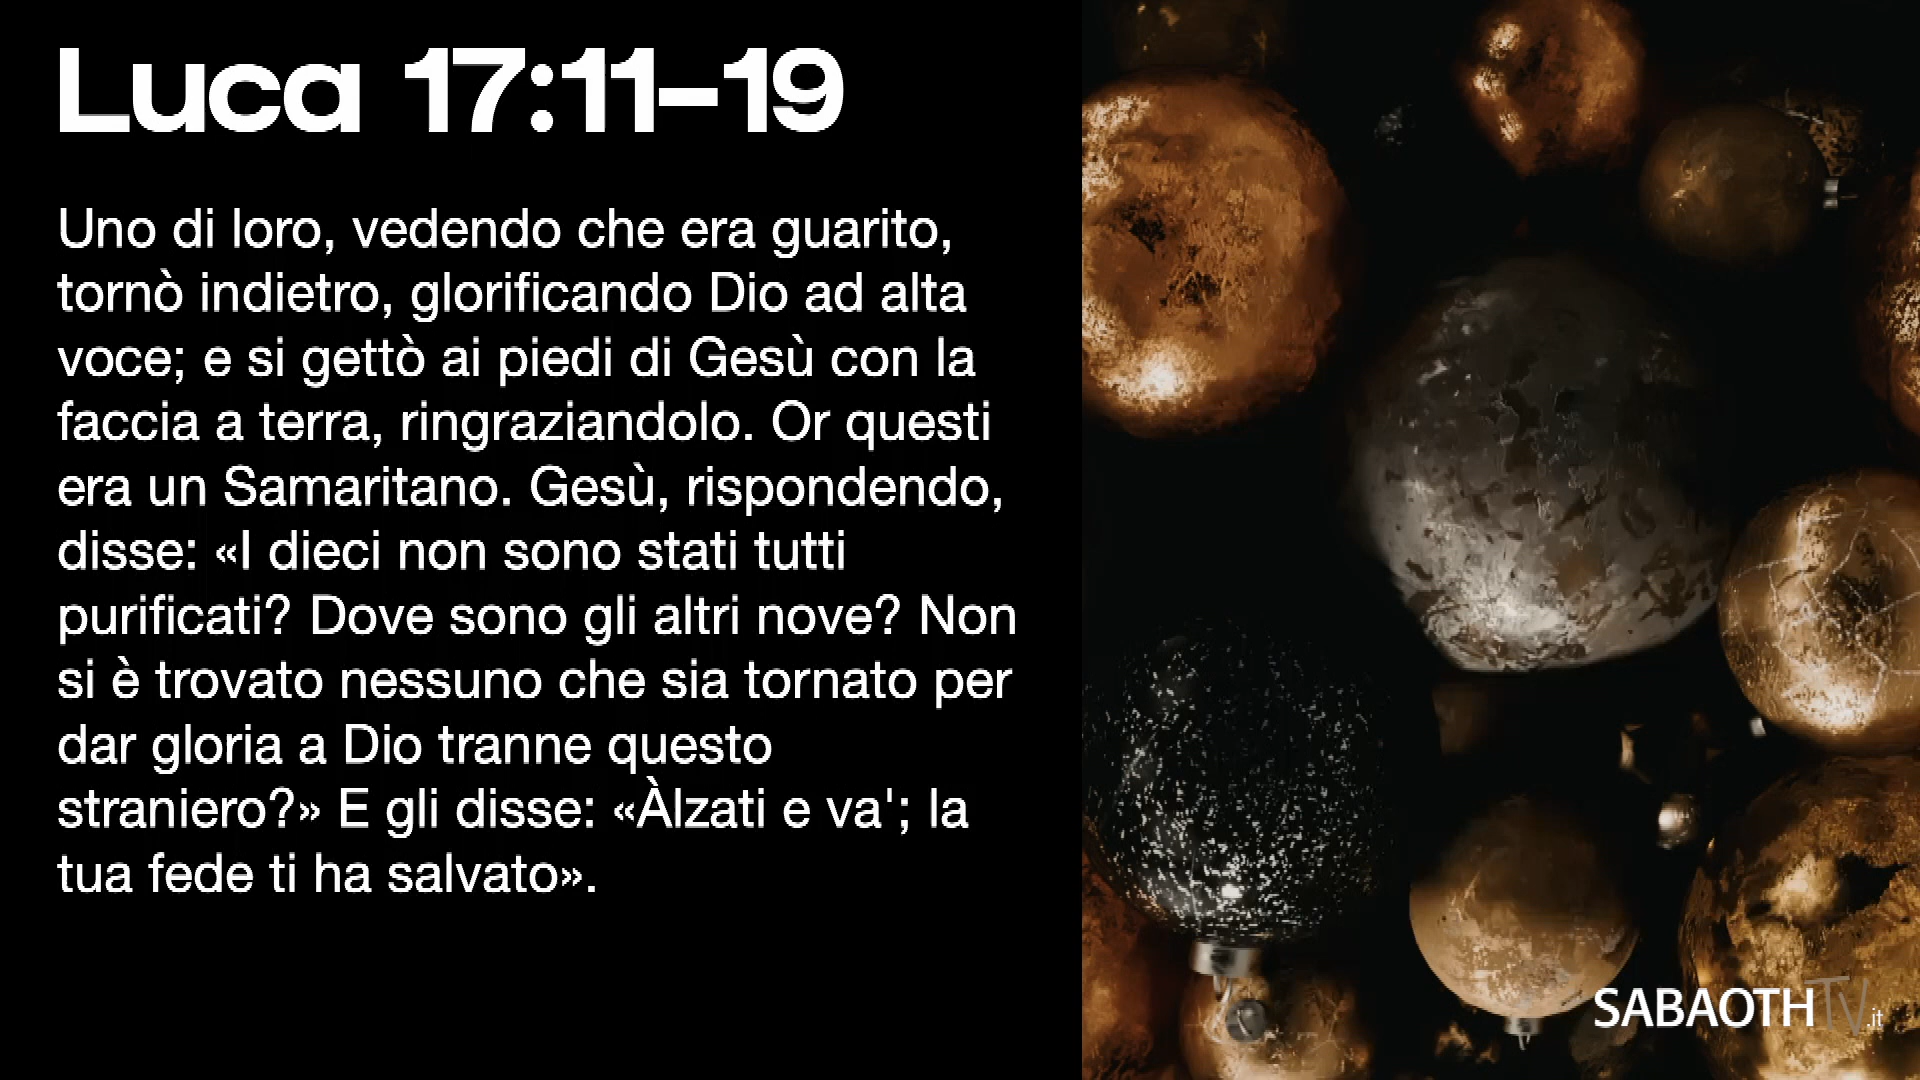 Luca 17:11–19
Uno di loro, vedendo che era guarito,
tornò indietro, glorificando Dio ad alta
voce; e si gettò ai piedi di Gesù con la
faccia a terra, ringraziandolo. Or questi
era un Samaritano. Gesù, rispondendo,
disse: «I dieci non sono stati tutti
purificati? Dove sono gli altri nove? Non
si è trovato nessuno che sia tornato per
dar gloria a Dio tranne questo
straniero?» E gli disse: «Àlzati e va'; la
tua fede ti ha salvato».
SABAOTHTV.it